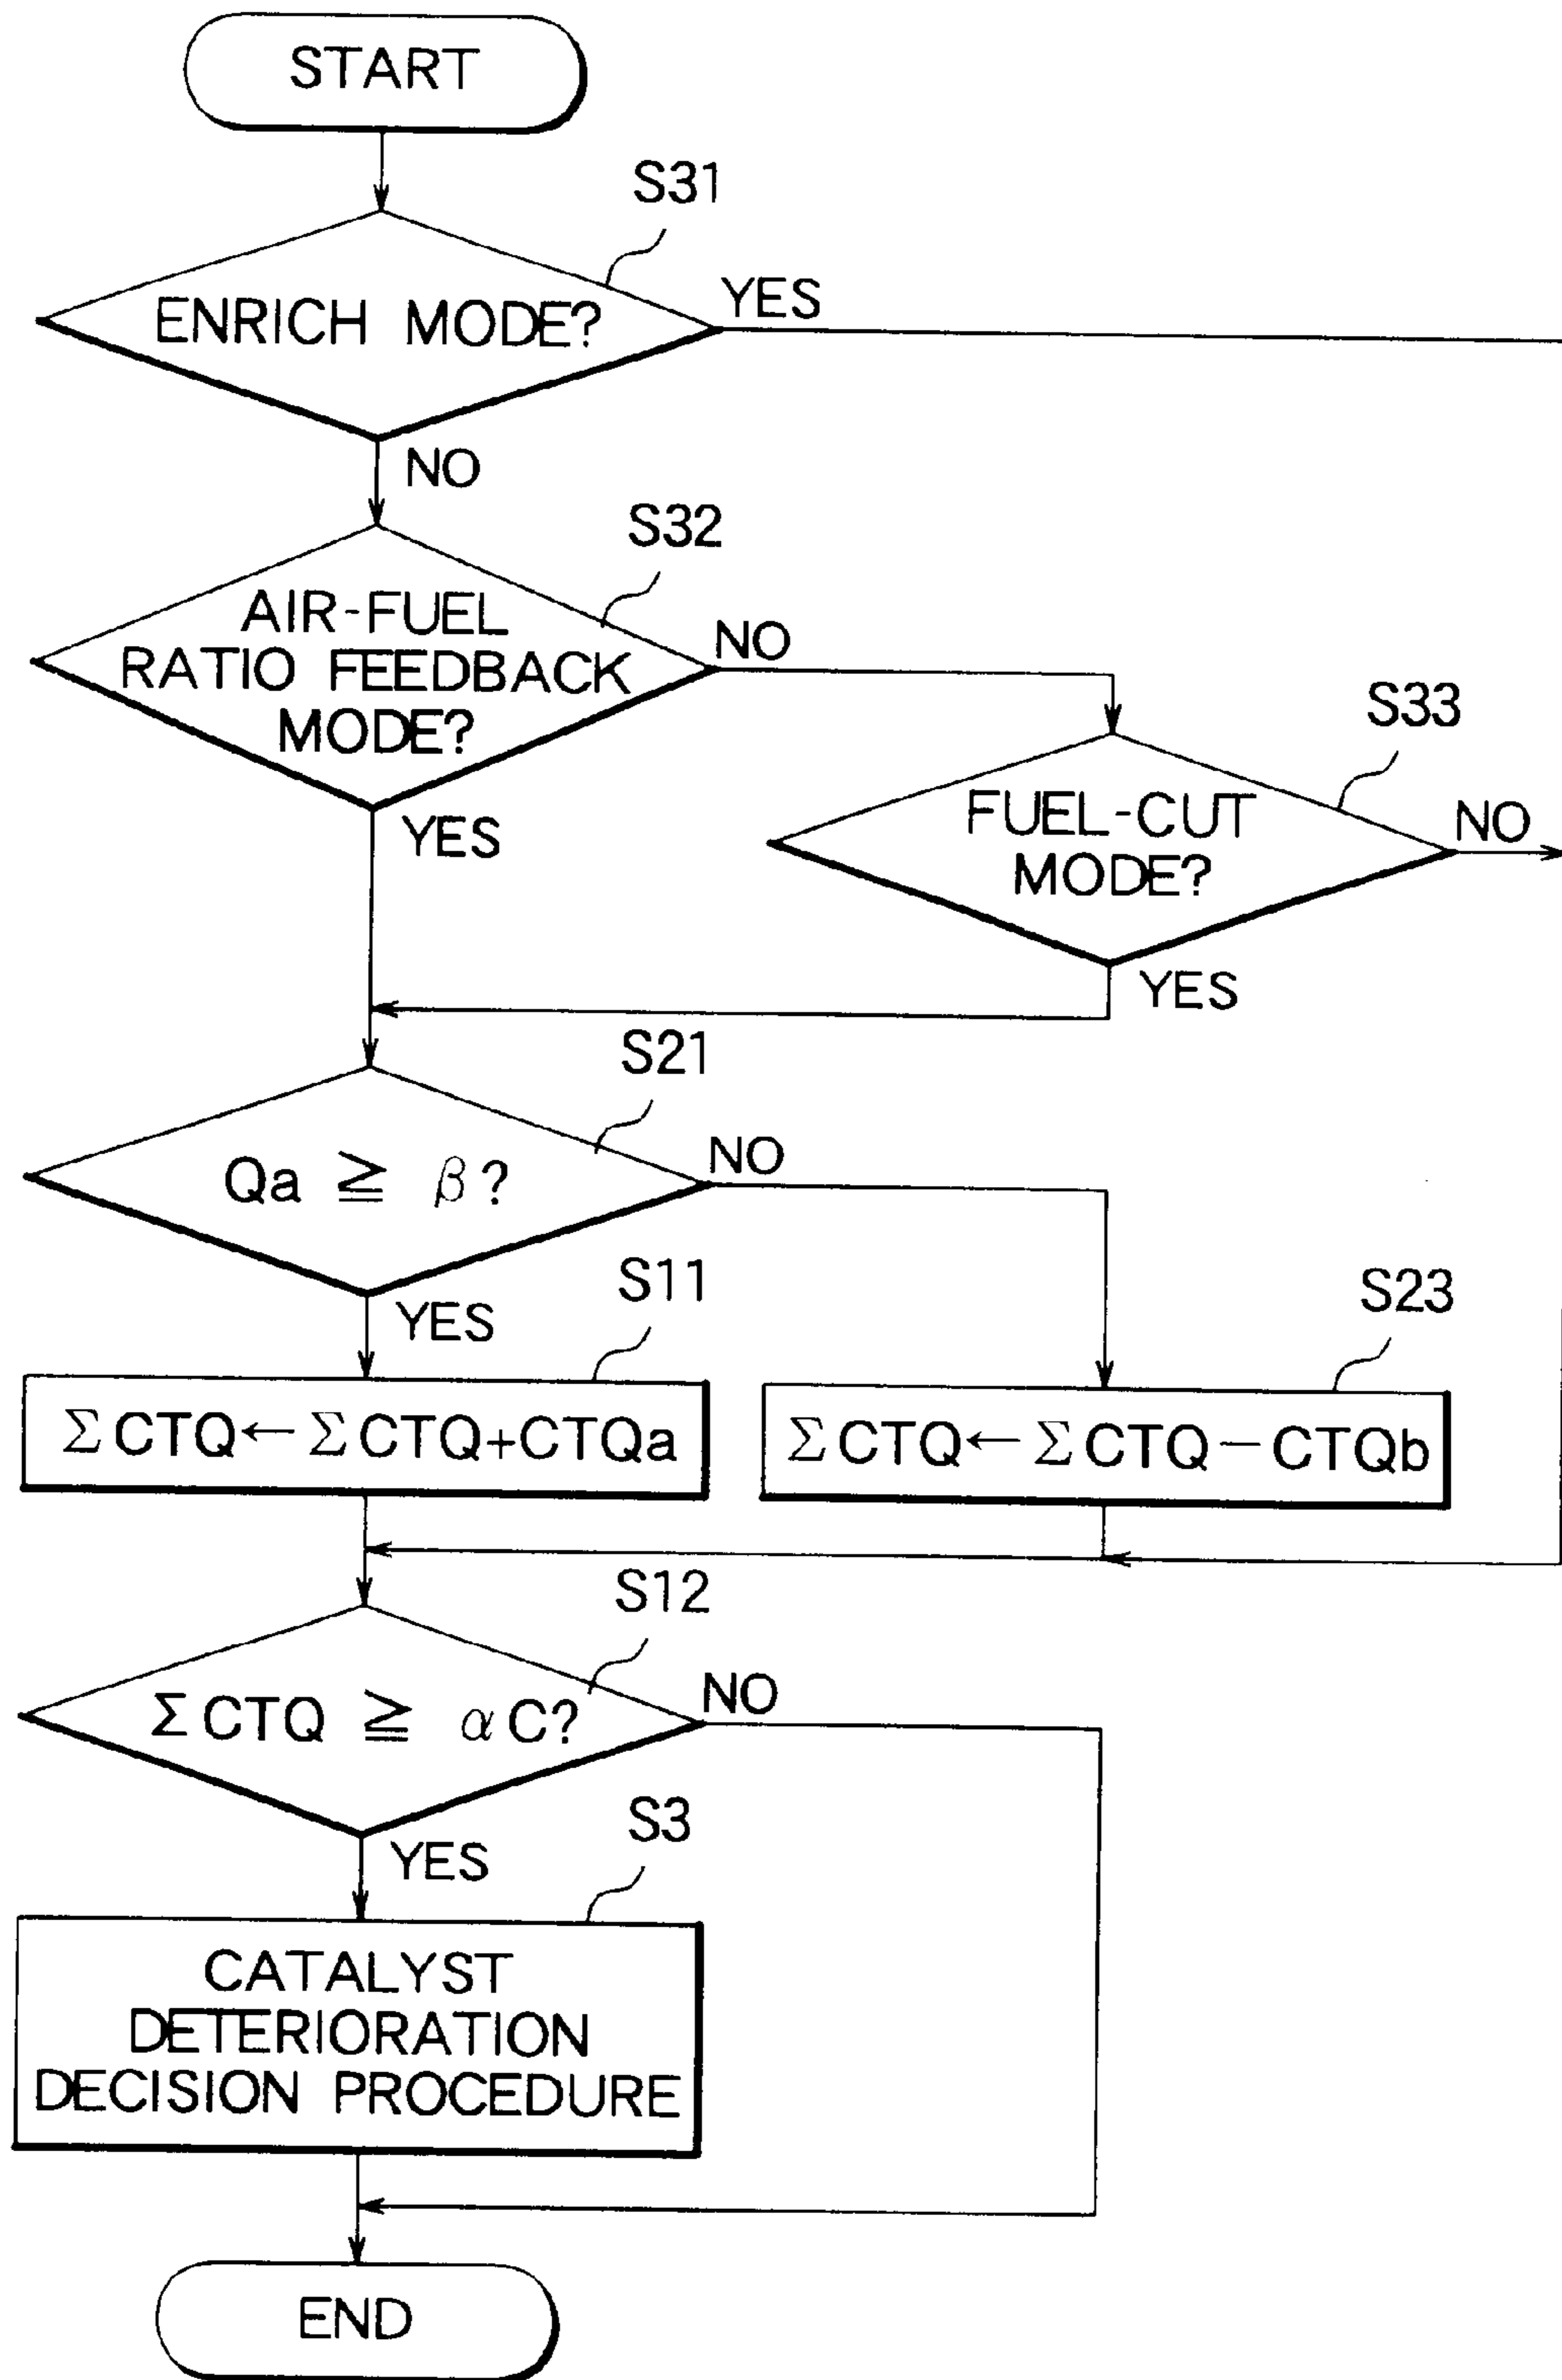 START
S31
ENRICH MODE?
YES
NO
S32
AIR-FUEL
RATIO FEEDBACK
MODE?
NO
YES
S33
FUEL-CUT
MODE?
NO
YES
S21
Qa ≧ β?
NO
YES
S11
ΣCTQ←ΣCTQ+CTQa
S23
ΣCTQ←ΣCTQ−CTQb
S12
ΣCTQ ≧ αC?
NO
YES
S3
CATALYST
DETERIORATION
DECISION PROCEDURE
END